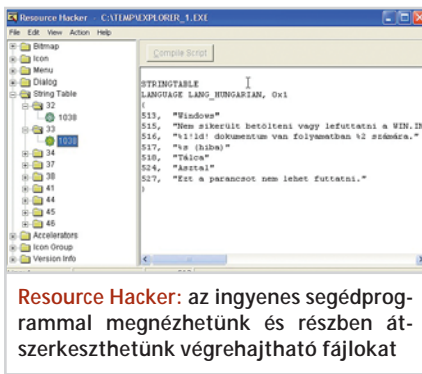 Resource Hacker - C:\TEMP\EXPLORER_1.EXE
File Edit View Action Help
Bitmap
Icon
Menu
Dialog
String Table
32
1038
33
1038
34
37
38
41
44
45
46
Accelerators
Icon Group
Version Info
Compile Script
STRINGTABLE
LANGUAGE LANG_HUNGARIAN, 0x1
{
513, "Windows"
515, "Nem sikerült betölteni vagy lefuttatni a WIN.IN
516, "%1!ld! dokumentum van folyamatban %2 számára."
517, "%s (hiba)"
518, "Tálca"
524, "Asztal"
527, "Ezt a parancsot nem lehet futtatni."
}
Resource Hacker: az ingyenes segédprog-
rammal megnézhetünk és részben át-
szerkeszthetünk végrehajtható fájlokat